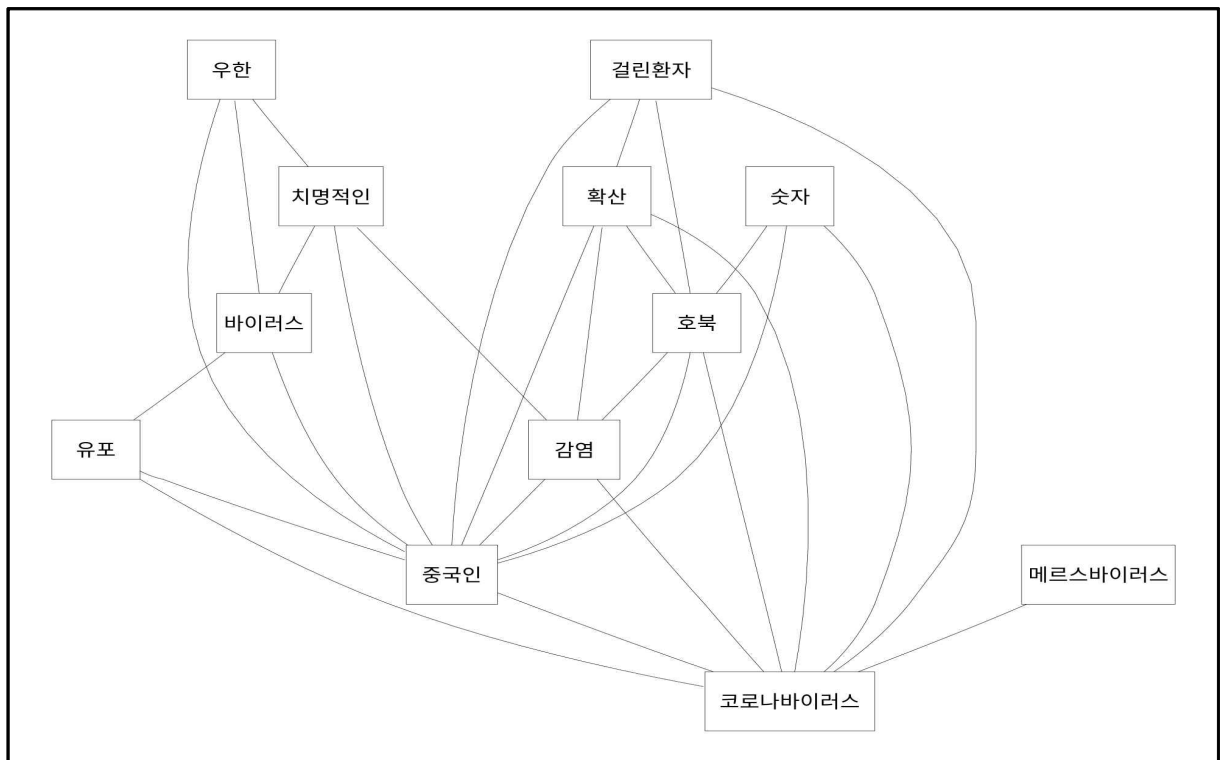 우한
걸린환자
치명적인
확산
숫자
바이러스
호북
유포
감염
중국인
메르스바이러스
코로나바이러스